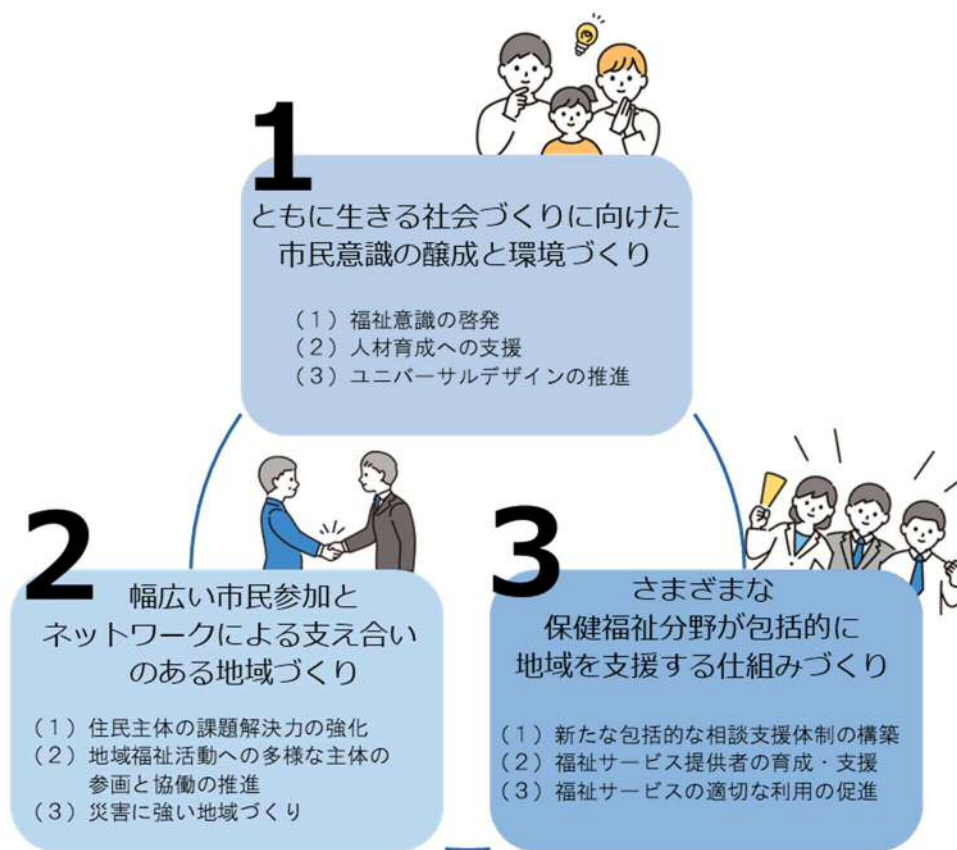 1
ともに生きる社会づくりに向けた
市民意識の醸成と環境づくり
（１）福祉意識の啓発
（２）人材育成への支援
（３）ユニバーサルデザインの推進
2
幅広い市民参加と
ネットワークによる支え合い
のある地域づくり
（１）住民主体の課題解決力の強化
（２）地域福祉活動への多様な主体の
参画と協働の推進
（３）災害に強い地域づくり
3
さまざまな
保健福祉分野が包括的に
地域を支援する仕組みづくり
（１）新たな包括的な相談支援体制の構築
（２）福祉サービス提供者の育成・支援
（３）福祉サービスの適切な利用の促進